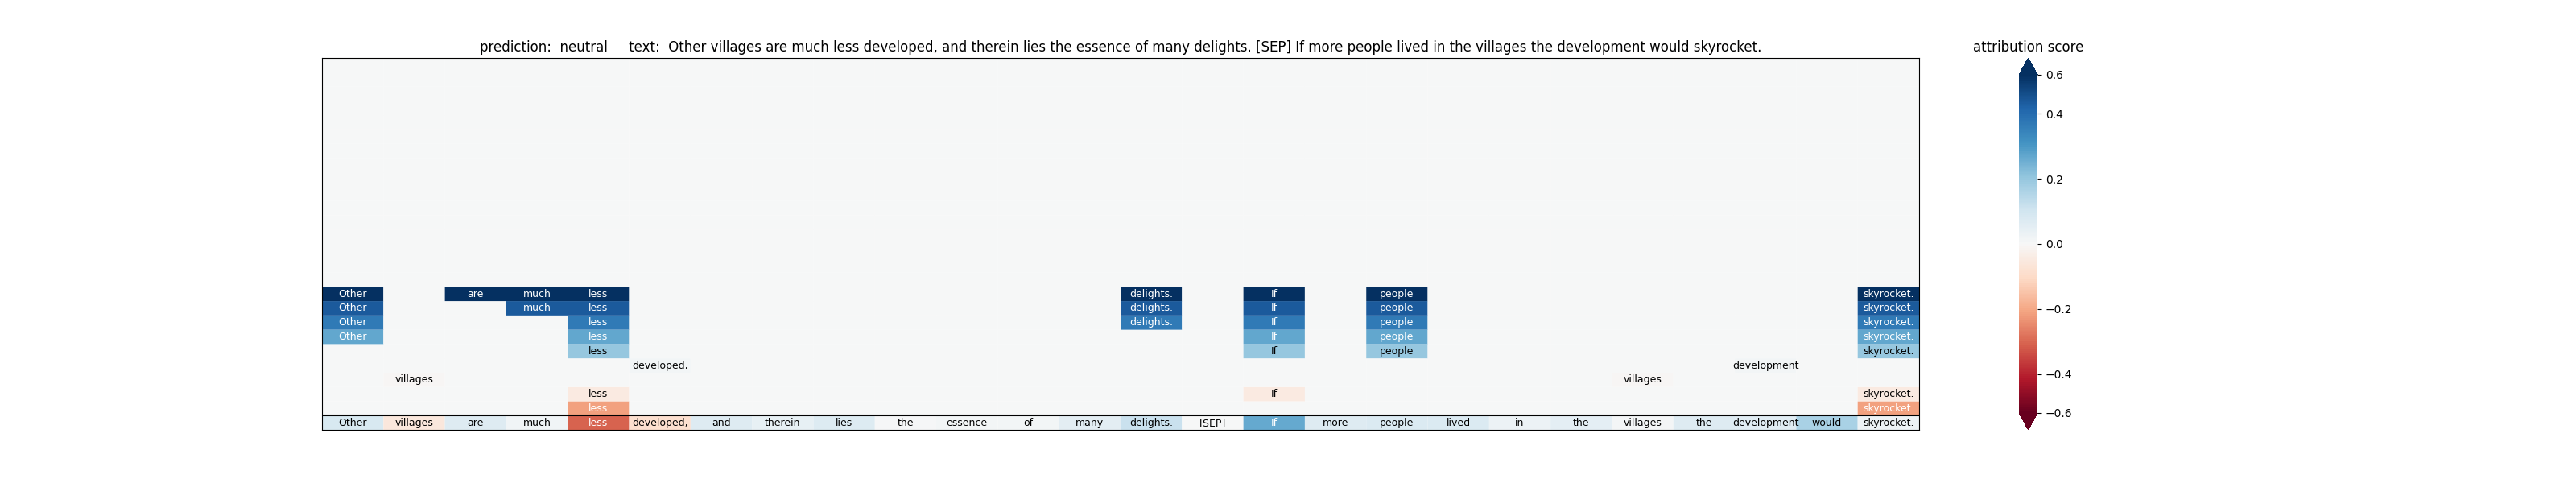 prediction: neutral text: Other villages are much less developed, and therein lies the essence of many delights. [SEP] If more people lived in the villages the development would skyrocket.
attribution score
0.6
0.4
0.2
0.0
−0.2
−0.4
−0.6
Other are much less delights. If people skyrocket.
Other much less delights. If people skyrocket.
Other less delights. If people skyrocket.
Other less If people skyrocket.
less If people skyrocket.
developed, development
villages villages
less If skyrocket.
less skyrocket.
Other villages are much less developed, and therein lies the essence of many delights. [SEP] If more people lived in the villages the development would skyrocket.